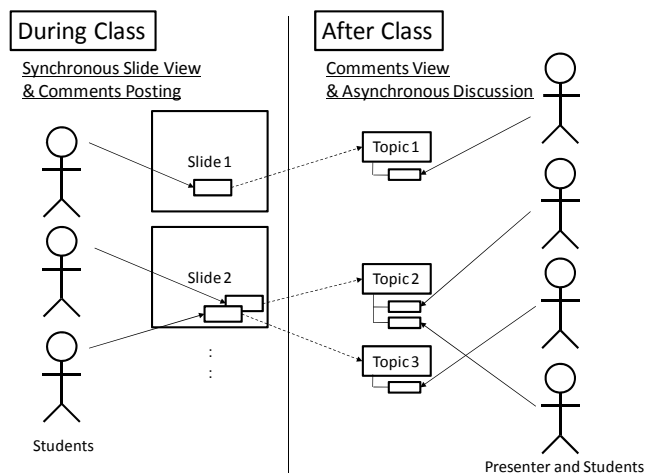 During Class
Synchronous Slide View
& Comments Posting
Slide 1
Slide 2
:
:
Students
After Class
Comments View
& Asynchronous Discussion
Topic 1
Topic 2
Topic 3
Presenter and Students